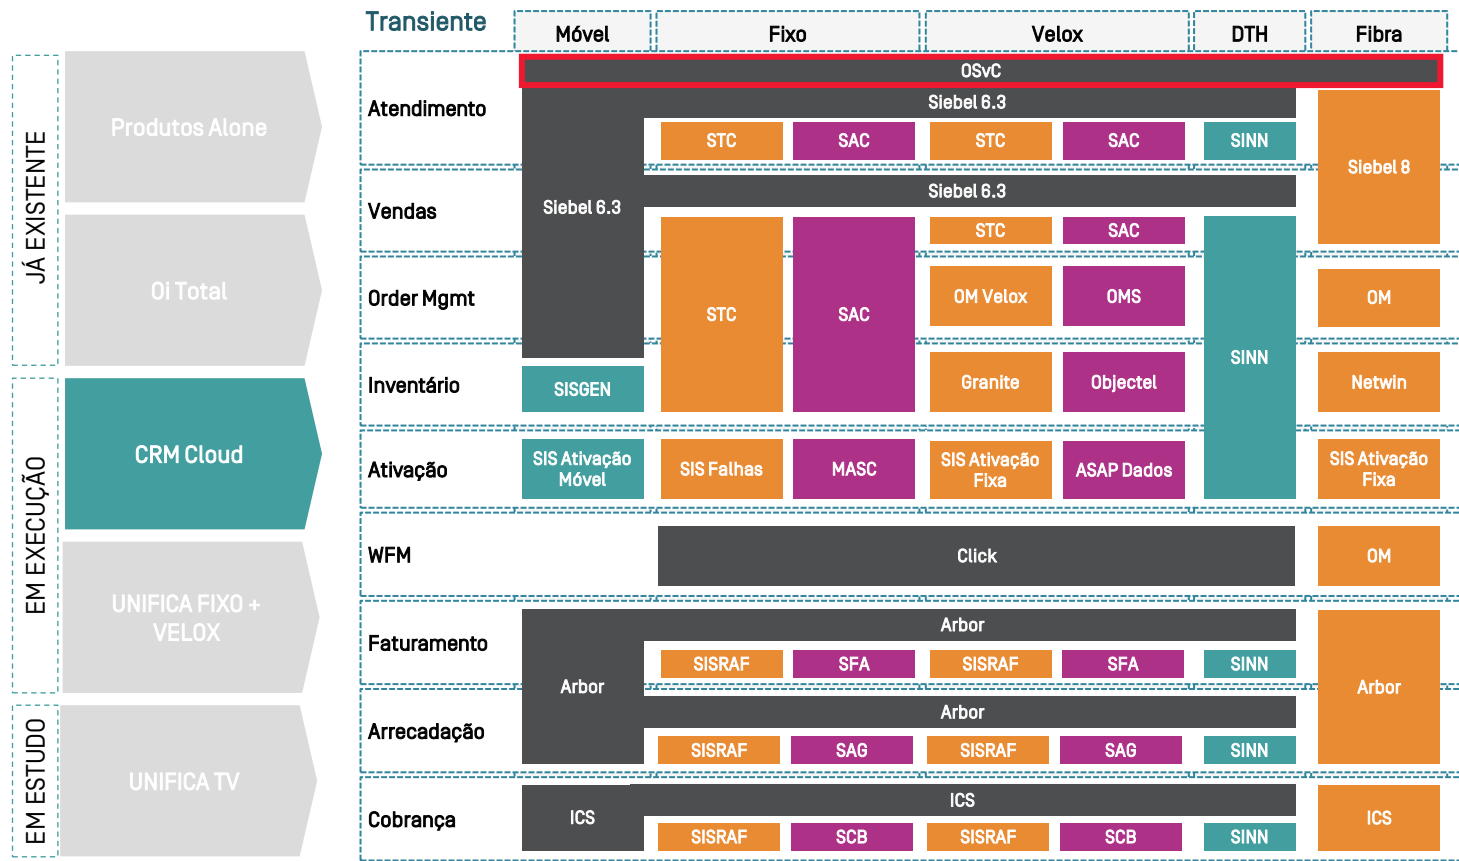 Transiente
Móvel
Fixo
Velox
DTH
Fibra
JÁ EXISTENTE
Produtos Alone
Oi Total
EM EXECUÇÃO
CRM Cloud
UNIFICA FIXO +
VELOX
EM ESTUDO
UNIFICA TV
Atendimento
OSvC
Siebel 6.3
STC
SAC
STC
SAC
SINN
Siebel 8
Vendas
Siebel 6.3
Siebel 6.3
STC
SAC
Order Mgmt
STC
SAC
OM Velox
OMS
OM
Inventário
SISGEN
Granite
Objectel
SINN
Netwin
Ativação
SIS Ativação
Móvel
SIS Falhas
MASC
SIS Ativação
Fixa
ASAP Dados
SIS Ativação
Fixa
WFM
Click
OM
Faturamento
Arbor
Arbor
SISRAF
SFA
SISRAF
SFA
SINN
Arbor
Arrecadação
Arbor
SISRAF
SAG
SISRAF
SAG
SINN
Cobrança
ICS
ICS
SISRAF
SCB
SISRAF
SCB
SINN
ICS